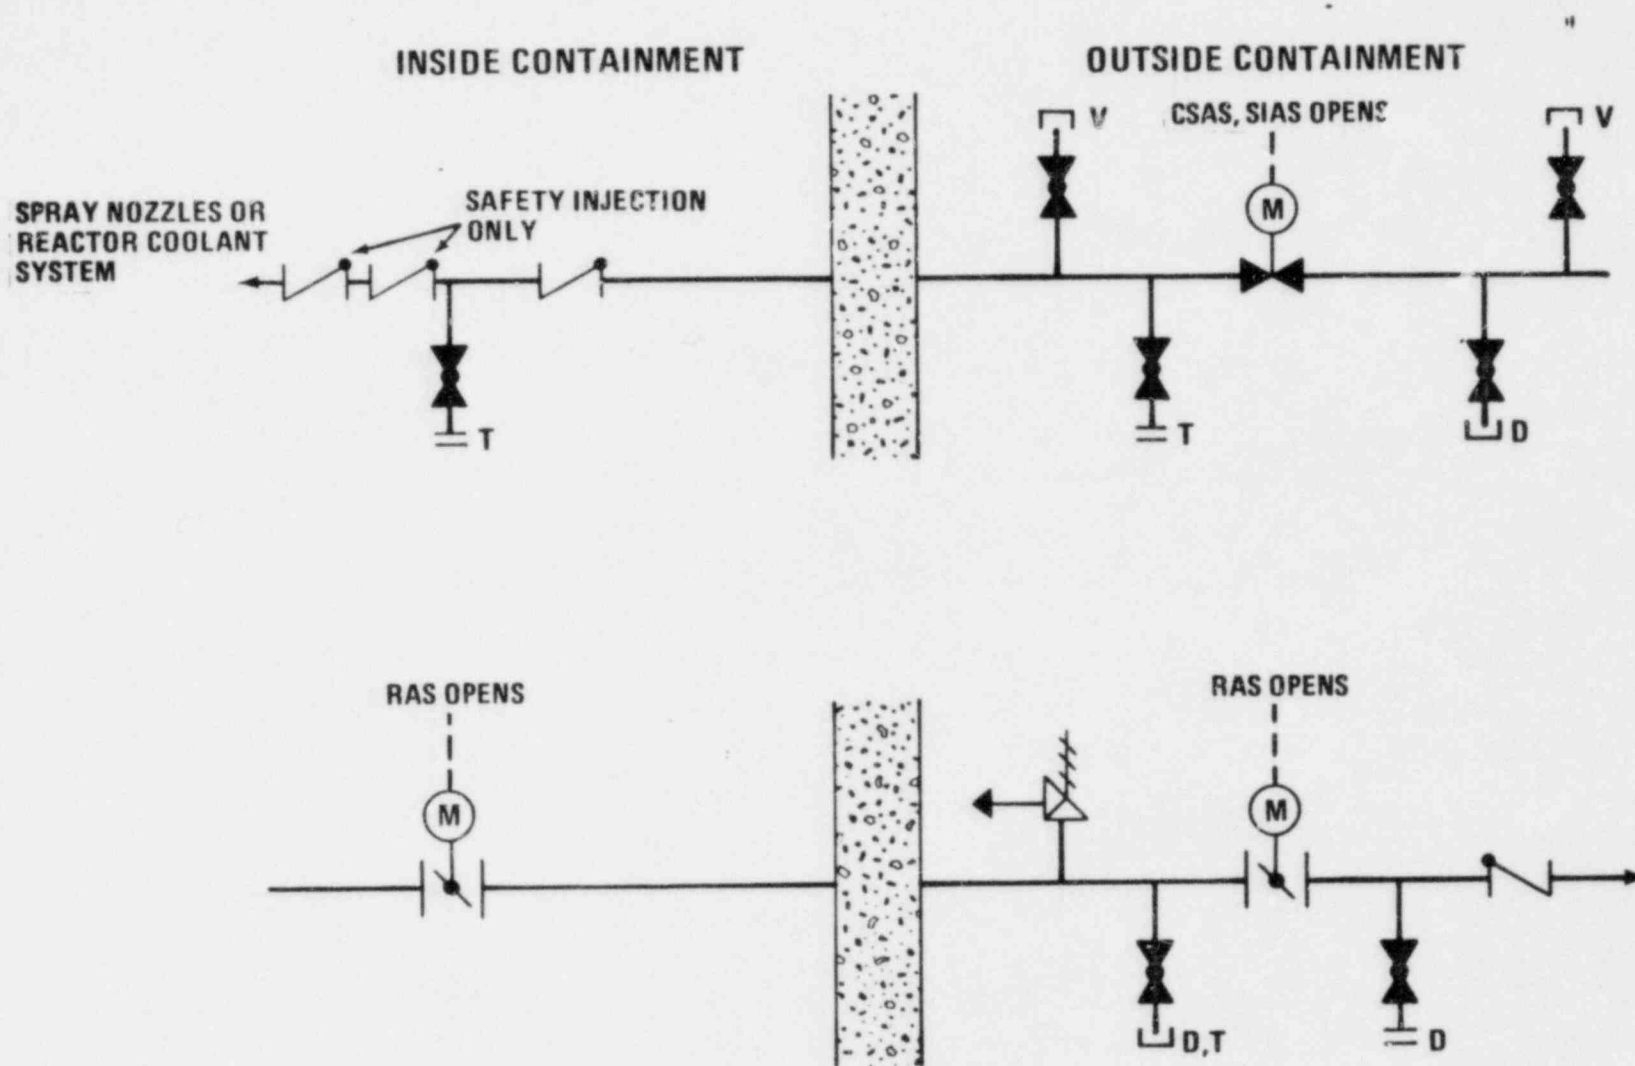 INSIDE CONTAINMENT
OUTSIDE CONTAINMENT
V
CSAS, SIAS OPENS
V
SPRAY NOZZLES OR
REACTOR COOLANT
SYSTEM
SAFETY INJECTION
ONLY
M
T
T
D
RAS OPENS
RAS OPENS
M
M
D,T
D